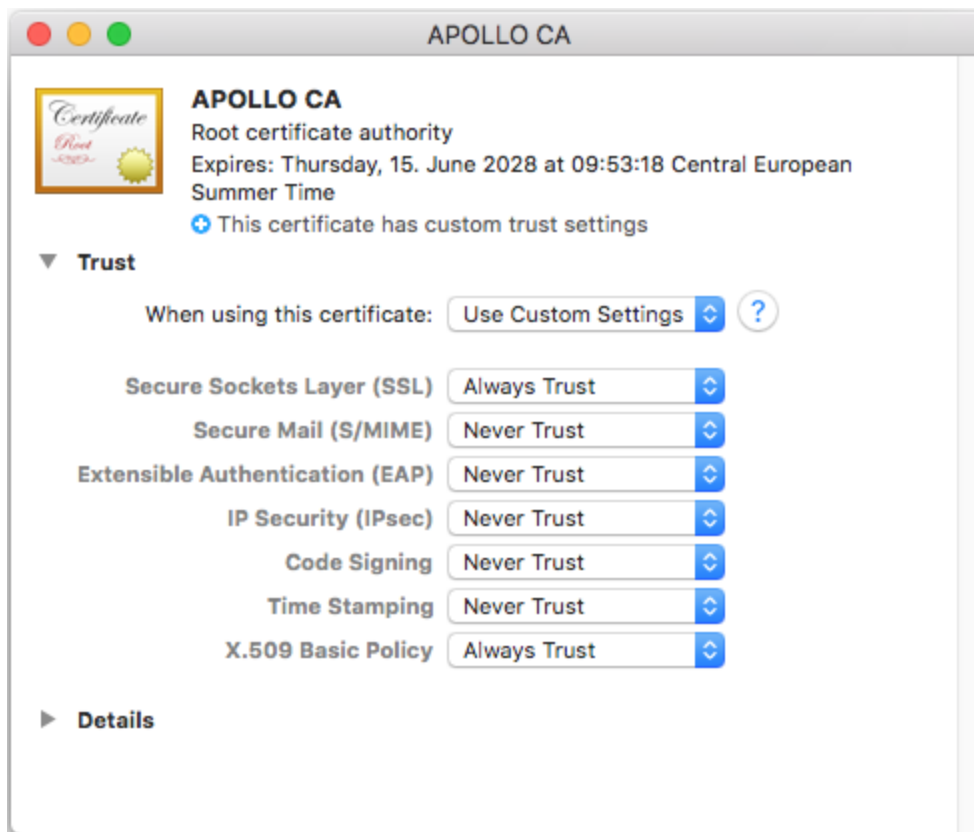 APOLLO CA
Certificate
Root
APOLLO CA
Root certificate authority
Expires: Thursday, 15. June 2028 at 09:53:18 Central European
Summer Time
This certificate has custom trust settings
Trust
When using this certificate: Use Custom Settings ?
Secure Sockets Layer (SSL) Always Trust
Secure Mail (S/MIME) Never Trust
Extensible Authentication (EAP) Never Trust
IP Security (IPsec) Never Trust
Code Signing Never Trust
Time Stamping Never Trust
X.509 Basic Policy Always Trust
Details